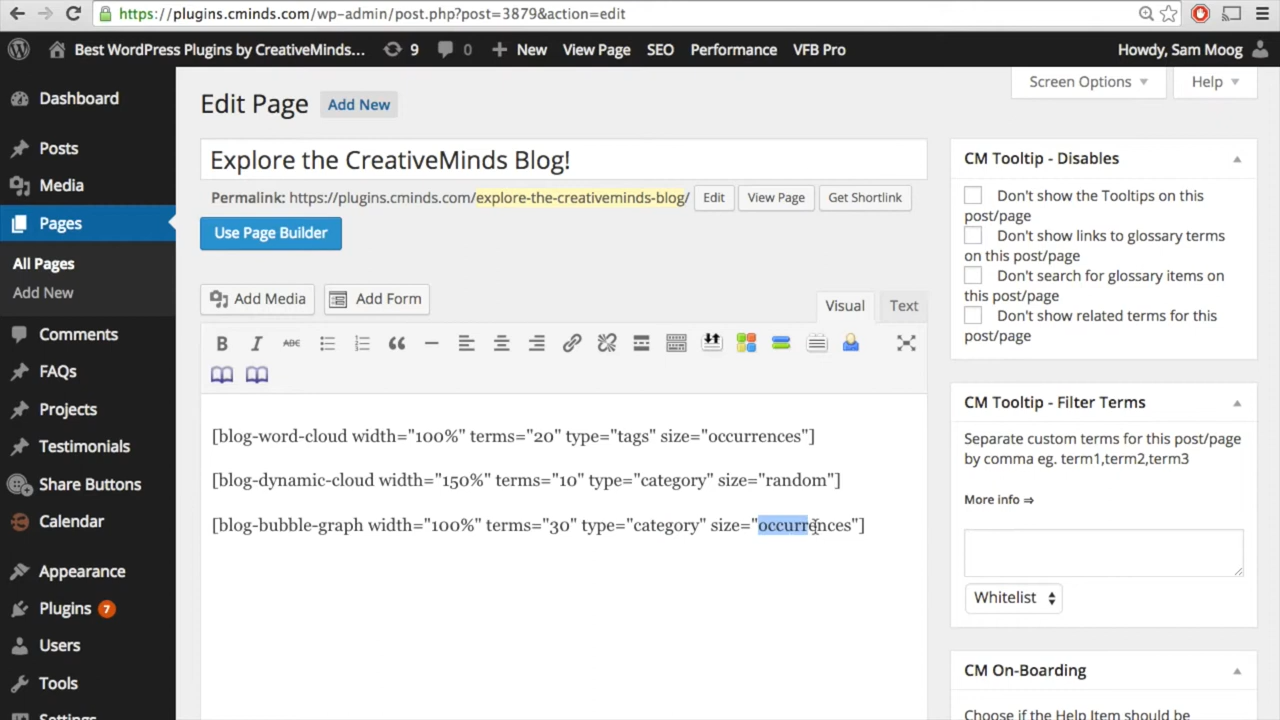 https://plugins.cminds.com/wp-admin/post.php?post=3879&action=edit
Best WordPress Plugins by CreativeMinds... 9 0 New View Page SEO Performance VFB Pro Howdy, Sam Moog
Dashboard
Posts
Media
Pages
All Pages
Add New
Comments
FAQs
Projects
Testimonials
Share Buttons
Calendar
Appearance
Plugins 7
Users
Tools
Settings
Screen Options Help
Edit Page Add New
Explore the CreativeMinds Blog!
Permalink: https://plugins.cminds.com/explore-the-creativeminds-blog/ Edit View Page Get Shortlink
Use Page Builder
Add Media Add Form Visual Text
B I ABC
[blog-word-cloud width="100%" terms="20" type="tags" size="occurrences"]
[blog-dynamic-cloud width="150%" terms="10" type="category" size="random"]
[blog-bubble-graph width="100%" terms="30" type="category" size="occurrences"]
CM Tooltip - Disables
Don't show the Tooltips on this
post/page
Don't show links to glossary terms
on this post/page
Don't search for glossary items on
this post/page
Don't show related terms for this
post/page
CM Tooltip - Filter Terms
Separate custom terms for this post/page
by comma eg. term1,term2,term3
More info ⇒
Whitelist
CM On-Boarding
Choose if the Help Item should be